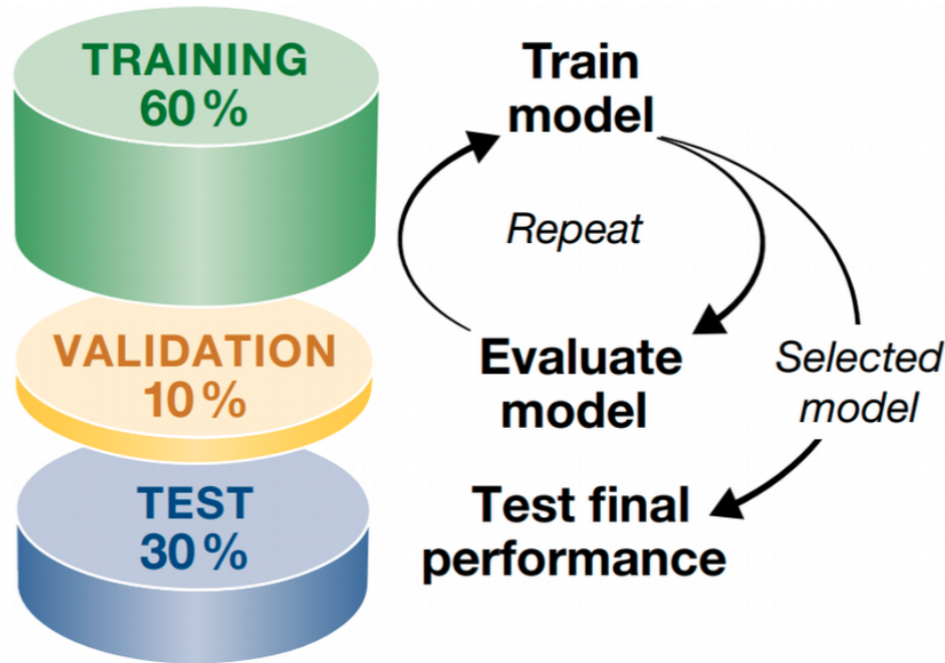 TRAINING
60 %
VALIDATION
10 %
TEST
30 %
Train
model
Repeat
Evaluate
model
Selected
model
Test final
performance